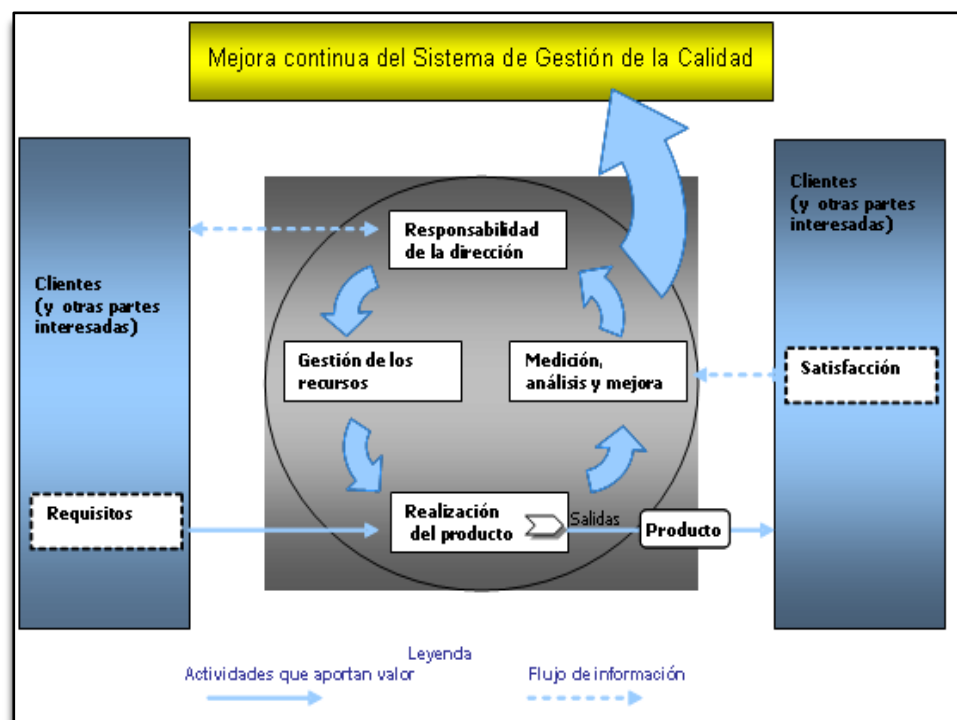 Mejora continua del Sistema de Gestión de la Calidad
Clientes
(y otras partes
interesadas)
Requisitos
Responsabilidad
de la dirección
Gestión de los
recursos
Medición,
análisis y mejora
Realización
del producto
Salidas
Producto
Clientes
(y otras partes
interesadas)
Satisfacción
Leyenda
Actividades que aportan valor
Flujo de información